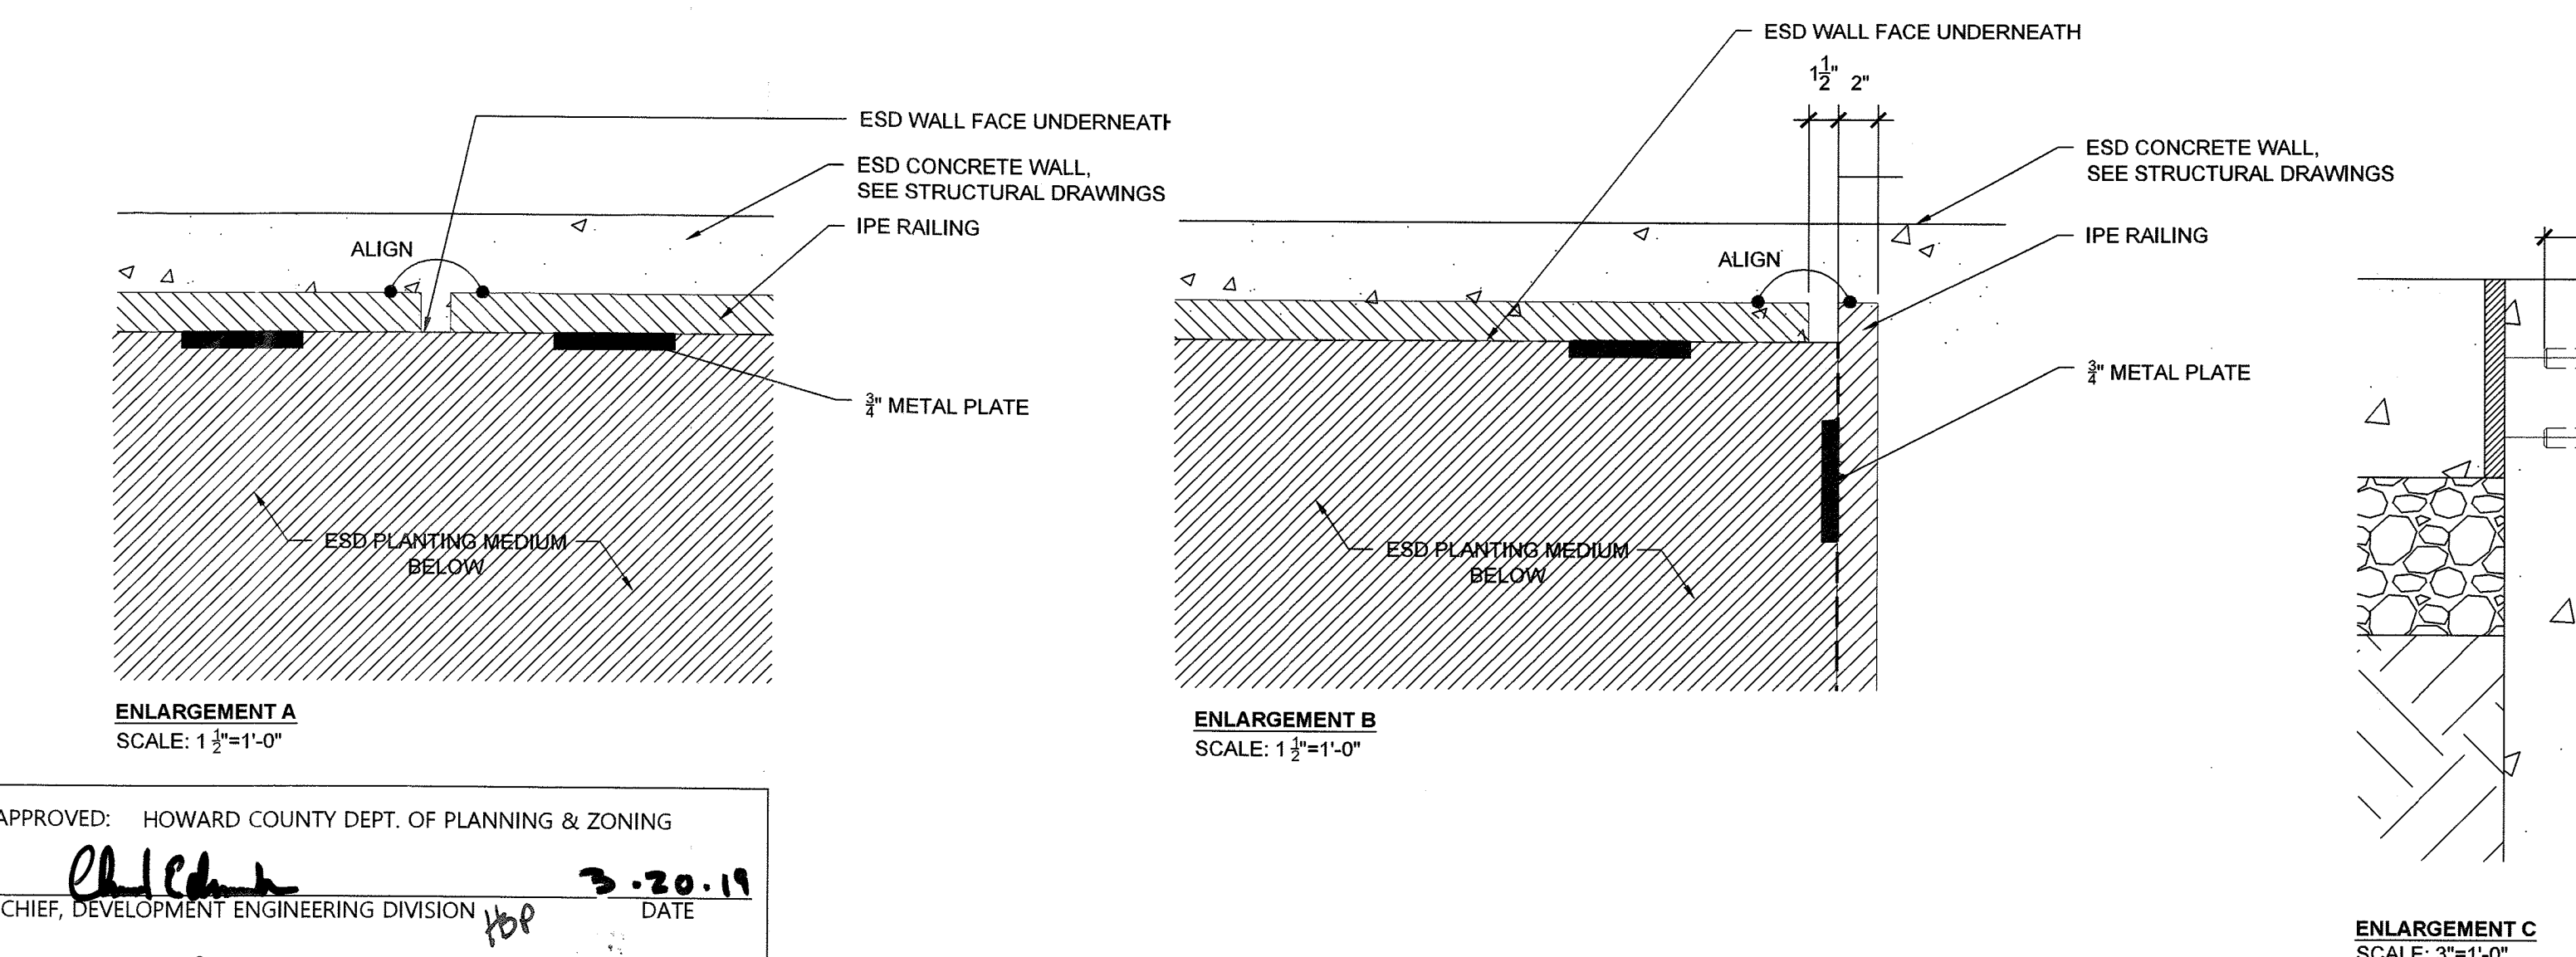 ESD WALL FACE UNDERNEATH
ESD CONCRETE WALL,
SEE STRUCTURAL DRAWINGS
IPE RAILING
ALIGN
3/4" METAL PLATE
ESD PLANTING MEDIUM
BELOW
ENLARGEMENT A
SCALE: 1 1/2"=1'-0"
ESD WALL FACE UNDERNEATH
1 1/2" 2"
ESD CONCRETE WALL,
SEE STRUCTURAL DRAWINGS
IPE RAILING
ALIGN
3/4" METAL PLATE
ESD PLANTING MEDIUM
BELOW
ENLARGEMENT B
SCALE: 1 1/2"=1'-0"
ENLARGEMENT C
SCALE: 3"=1'-0"
APPROVED: HOWARD COUNTY DEPT. OF PLANNING & ZONING
3.20.19
CHIEF, DEVELOPMENT ENGINEERING DIVISION DATE